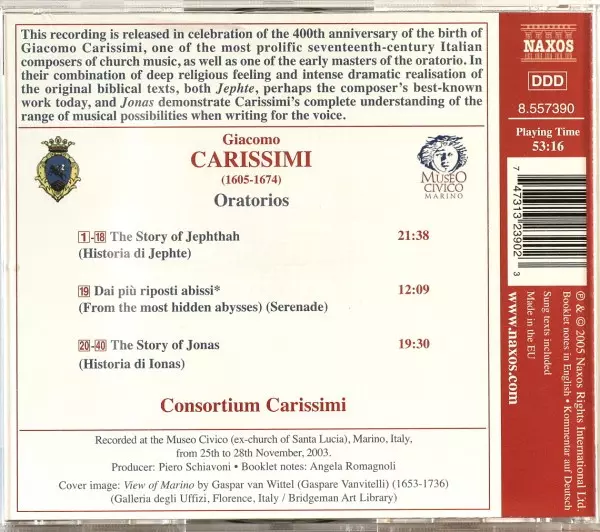 This recording is released in celebration of the 400th anniversary of the birth of
Giacomo Carissimi, one of the most prolific seventeenth-century Italian
composers of church music, as well as one of the early masters of the oratorio. In
their combination of deep religious feeling and intense dramatic realisation of
the original biblical texts, both Jephte, perhaps the composer's best-known
work today, and Jonas demonstrate Carissimi's complete understanding of the
range of musical possibilities when writing for the voice.
Giacomo
CARISSIMI
(1605-1674)
Oratorios
MUSEO
CIVICO
MARINO
1-18 The Story of Jephthah 21:38
(Historia di Jephte)
19 Dai più riposti abissi* 12:09
(From the most hidden abysses) (Serenade)
20-40 The Story of Jonas 19:30
(Historia di Ionas)
Consortium Carissimi
Recorded at the Museo Civico (ex-church of Santa Lucia), Marino, Italy,
from 25th to 28th November, 2003.
Producer: Piero Schiavoni • Booklet notes: Angela Romagnoli
Cover image: View of Marino by Gaspar van Wittel (Gaspare Vanvitelli) (1653-1736)
(Galleria degli Uffizi, Florence, Italy / Bridgeman Art Library)
NAXOS
DDD
8.557390
Playing Time
53:16
7 47313 23902 3
www.naxos.com
℗ & © 2005 Naxos Rights International Ltd.
Booklet notes in English • Kommentar auf Deutsch
Sung texts included
Made in the EU